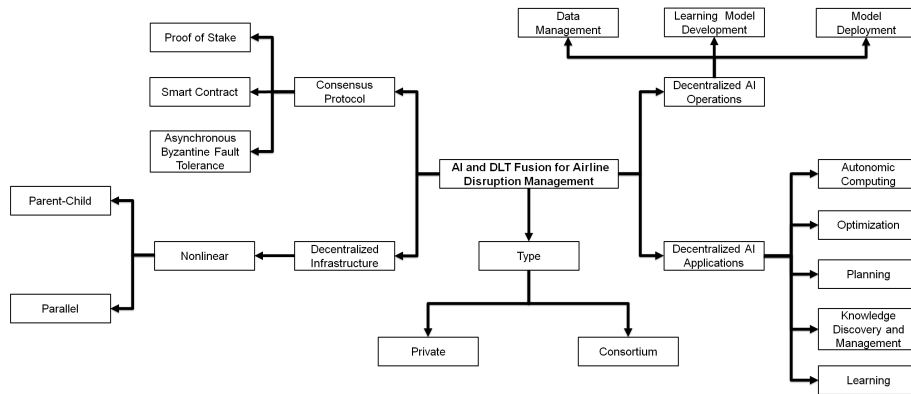 Data
Management
Learning Model
Development
Model
Deployment
Proof of Stake
Smart Contract
Asynchronous
Byzantine Fault
Tolerance
Consensus
Protocol
Decentralized AI
Operations
AI and DLT Fusion for Airline
Disruption Management
Parent-Child
Parallel
Nonlinear
Decentralized
Infrastructure
Type
Private
Consortium
Decentralized AI
Applications
Autonomic
Computing
Optimization
Planning
Knowledge
Discovery and
Management
Learning